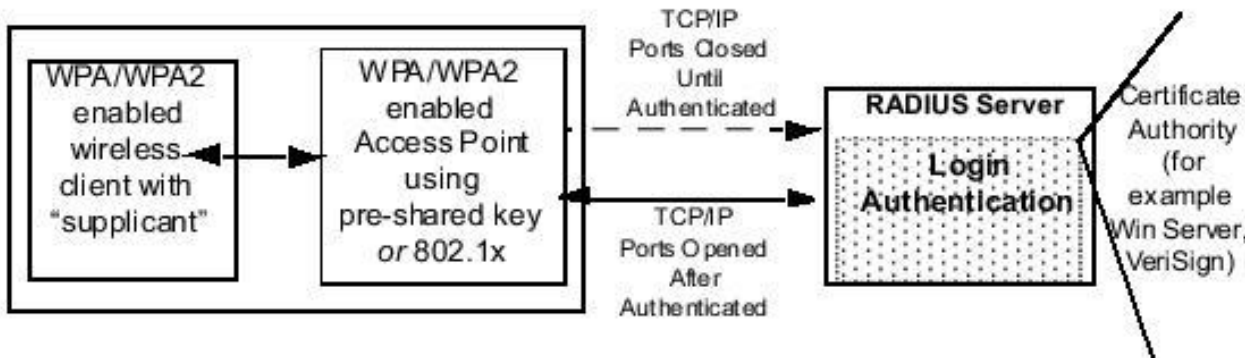 WPA/WPA2
enabled
wireless
client with
“supplicant”
WPA/WPA2
enabled
Access Point
using
pre-shared key
or 802.1x
TCP/IP
Ports Closed
Until
Authenticated
TCP/IP
Ports Opened
After
Authenticated
RADIUS Server
Login
Authentication
Certificate
Authority
(for
example
Win Server,
VeriSign)